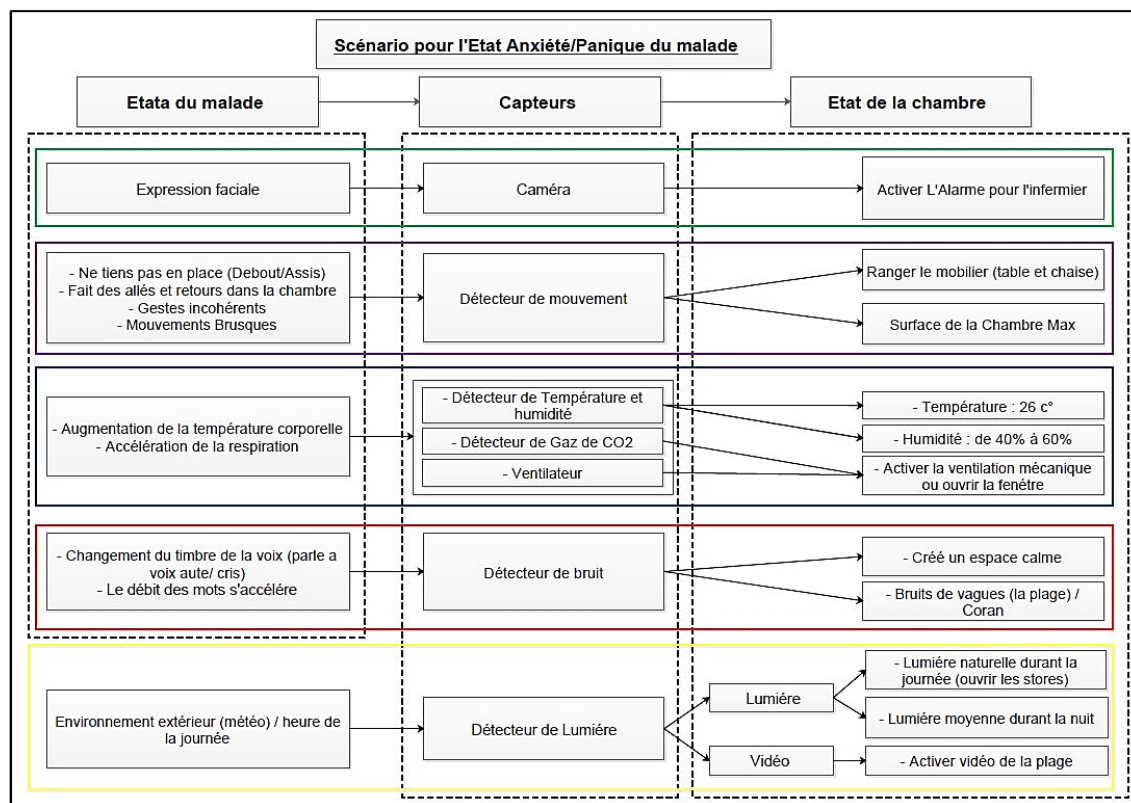 Scénario pour l'Etat Anxiété/Panique du malade
Etata du malade
Capteurs
Etat de la chambre
Expression faciale
Caméra
Activer L'Alarme pour l'infermier
- Ne tiens pas en place (Debout/Assis)
- Fait des allés et retours dans la chambre
- Gestes incohérents
- Mouvements Brusques
Détecteur de mouvement
Ranger le mobilier (table et chaise)
Surface de la Chambre Max
- Augmentation de la température corporelle
- Accélération de la respiration
- Détecteur de Température et
humidité
- Détecteur de Gaz de CO2
- Ventilateur
- Température : 26 c°
- Humidité : de 40% à 60%
- Activer la ventilation mécanique
ou ouvrir la fenétre
- Changement du timbre de la voix (parle a
voix aute/ cris)
- Le débit des mots s'accélére
Détecteur de bruit
- Créé un espace calme
- Bruits de vagues (la plage) /
Coran
Environnement extérieur (météo) / heure de
la journée
Détecteur de Lumiére
Lumiére
- Lumiére naturelle durant la
journée (ouvrir les stores)
- Lumiére moyenne durant la nuit
Vidéo
- Activer vidéo de la plage